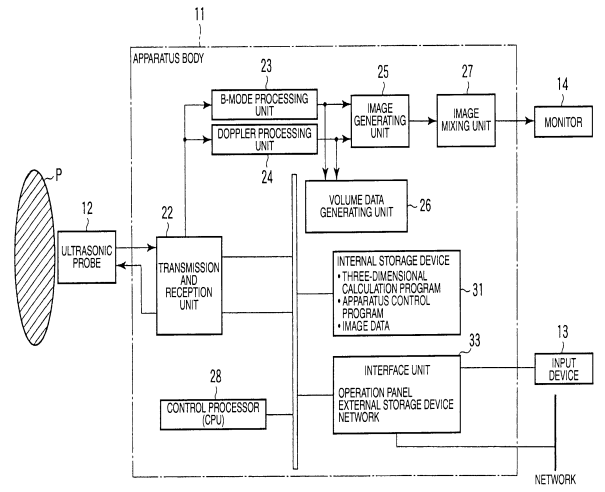 11
APPARATUS BODY
23
B-MODE PROCESSING
UNIT
DOPPLER PROCESSING
UNIT
24
25
IMAGE
GENERATING
UNIT
27
IMAGE
MIXING UNIT
14
MONITOR
VOLUME DATA
GENERATING UNIT
26
P
12
ULTRASONIC
PROBE
22
TRANSMISSION
AND
RECEPTION
UNIT
INTERNAL STORAGE DEVICE
• THREE-DIMENSIONAL
CALCULATION PROGRAM
• APPARATUS CONTROL
PROGRAM
• IMAGE DATA
31
33
INTERFACE UNIT
OPERATION PANEL
EXTERNAL STORAGE DEVICE
NETWORK
13
INPUT
DEVICE
28
CONTROL PROCESSOR
(CPU)
NETWORK